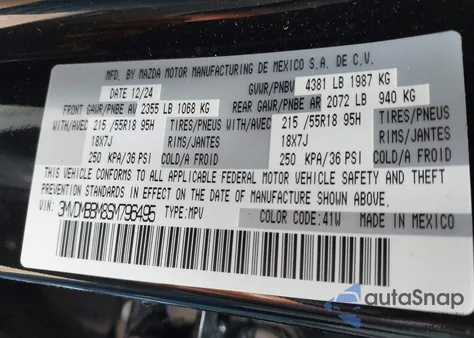 MFD. BY MAZDA MOTOR MANUFACTURING DE MEXICO S.A. DE C.V.
DATE 12/24 GVWR/PNBV 4381 LB 1987 KG
FRONT GAWR/PNBE AV 2355 LB 1068 KG REAR GAWR/PNBE AR 2072 LB 940 KG
WITH/AVEC 215 /55R18 95H TIRES/PNEUS WITH/AVEC 215 /55R18 95H TIRES/PNEUS
18X7J RIMS/JANTES 18X7J RIMS/JANTES
250 KPA/36 PSI COLD/A FROID 250 KPA/36 PSI COLD/A FROID
THIS VEHICLE CONFORMS TO ALL APPLICABLE FEDERAL MOTOR VEHICLE SAFETY AND THEFT
PREVENTION STANDARDS IN EFFECT ON THE DATE OF MANUFACTURE SHOWN ABOVE.
VIN: TYPE: MPV COLOR CODE: 41W MADE IN MEXICO
autaSnap